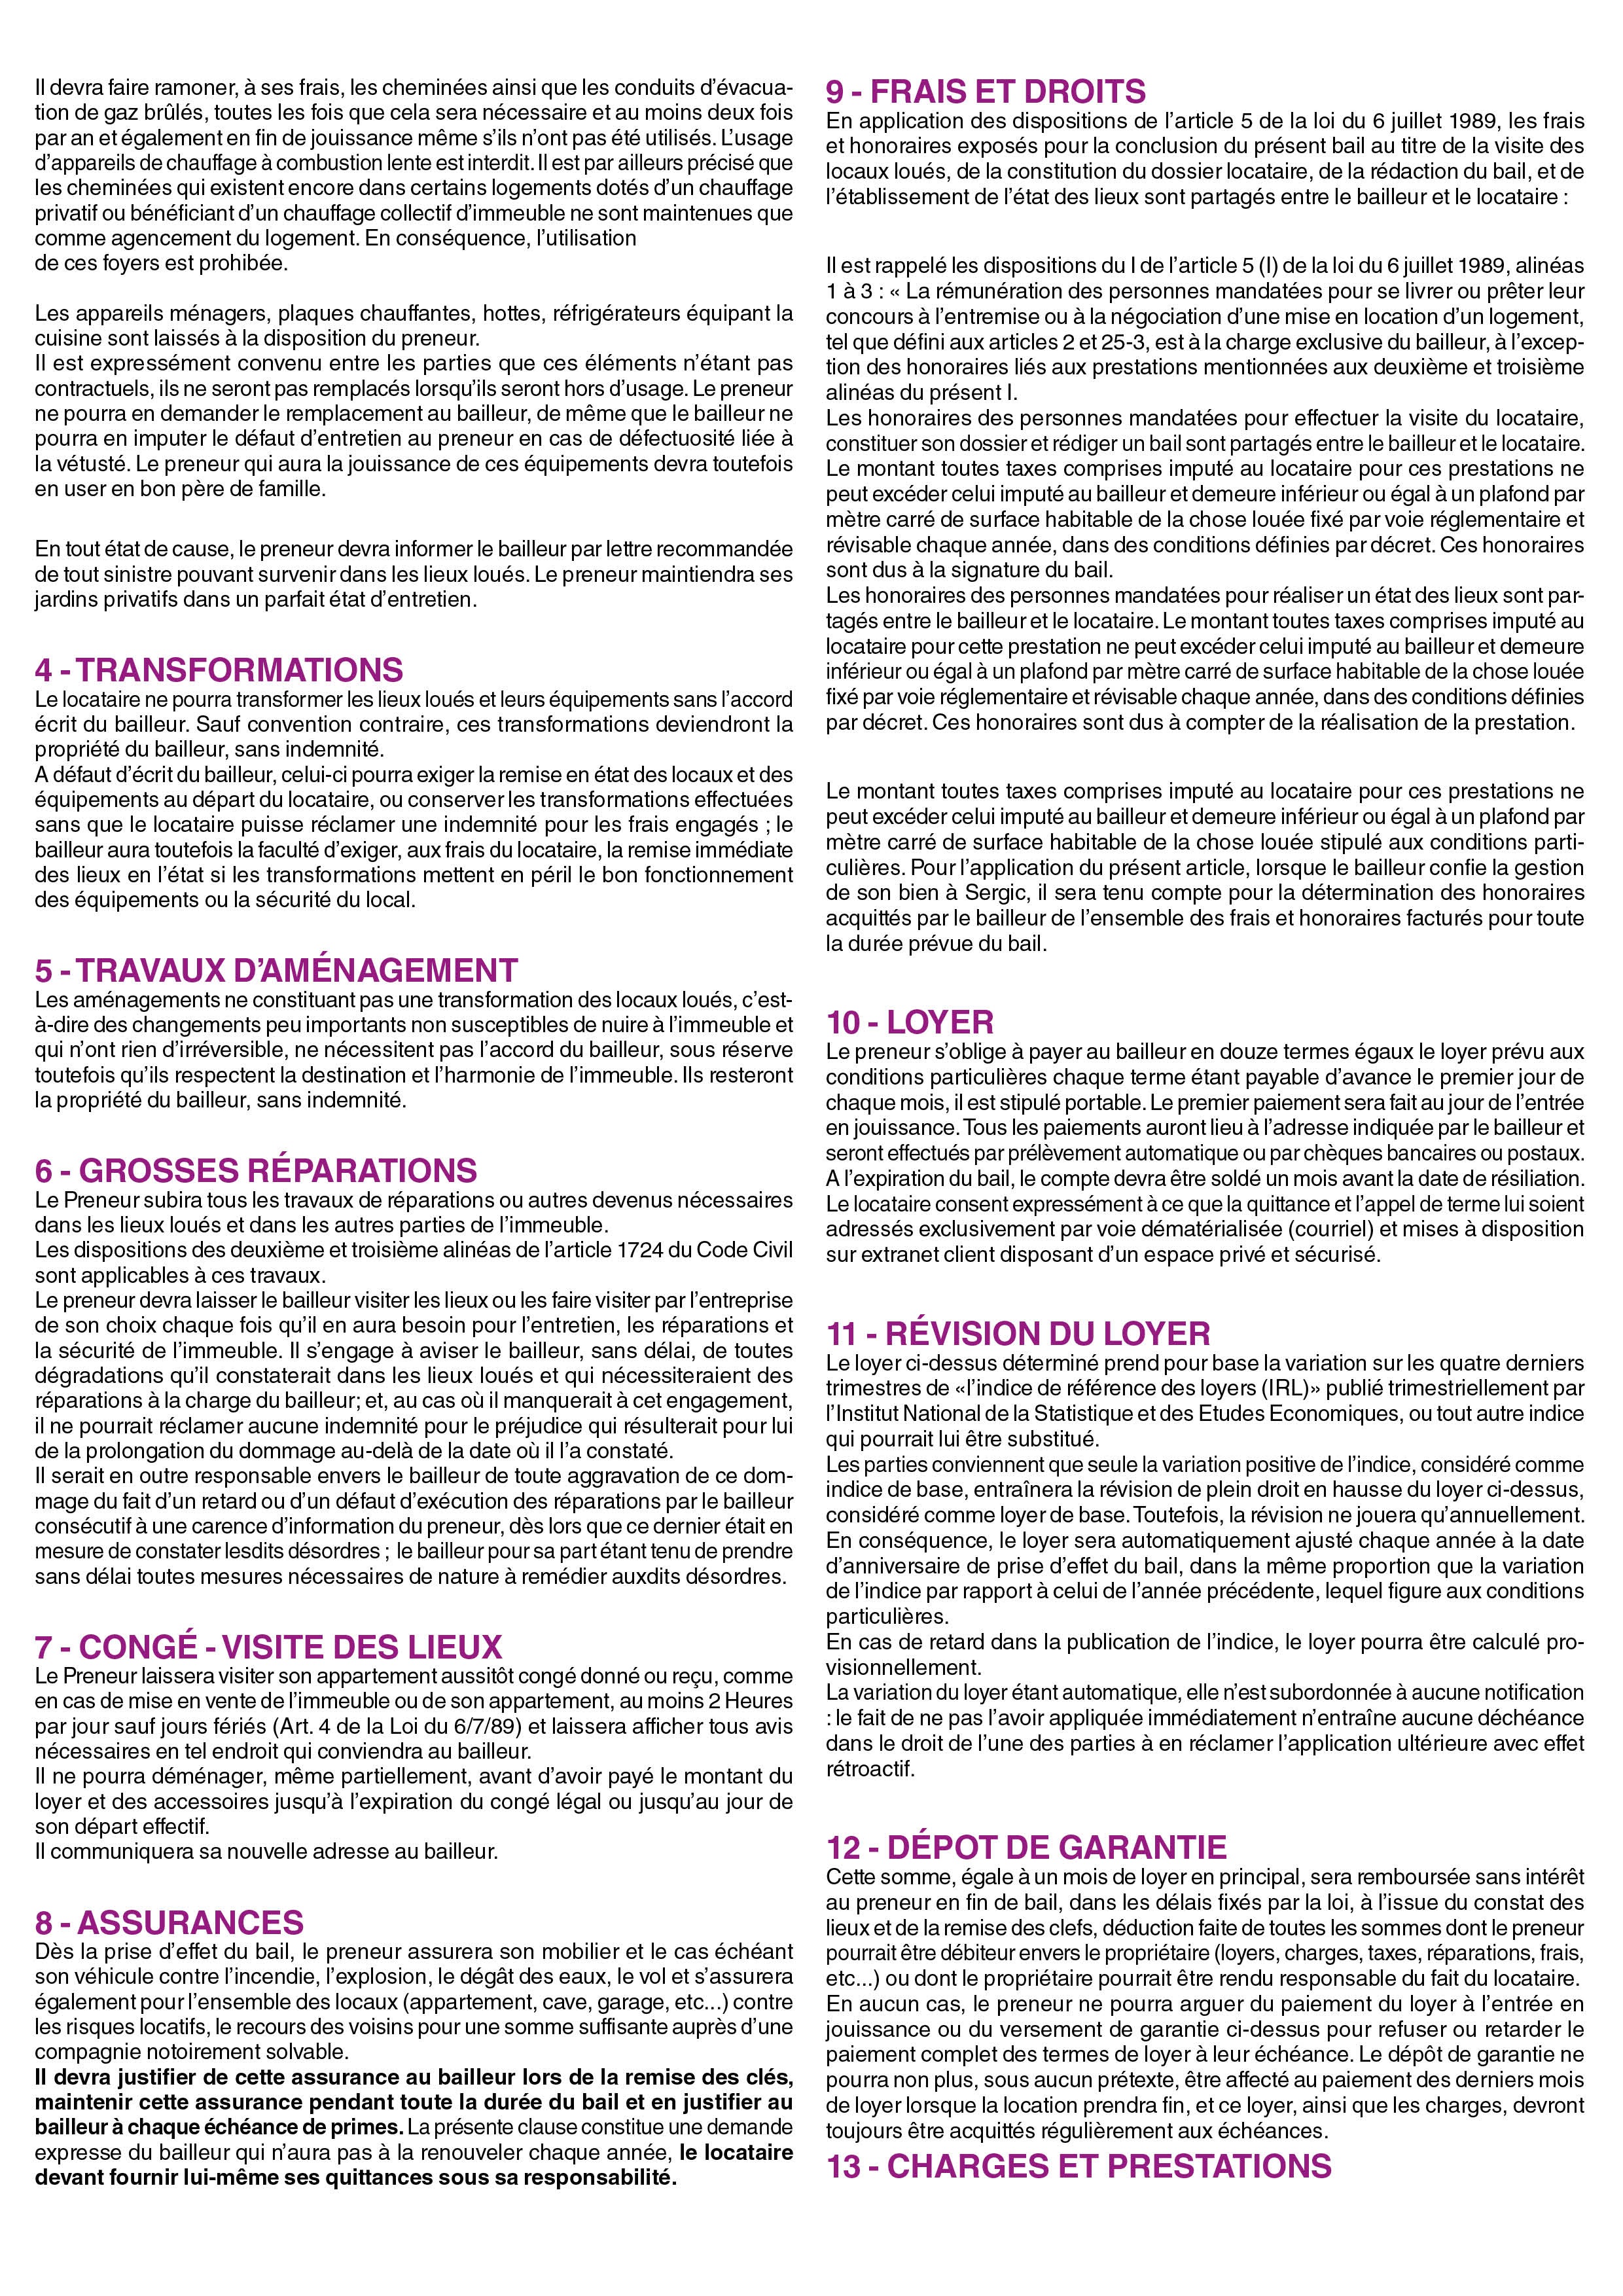 Il devra faire ramoner, à ses frais, les cheminées ainsi que les conduits d’évacua-
tion de gaz brûlés, toutes les fois que cela sera nécessaire et au moins deux fois
par an et également en fin de jouissance même s’ils n’ont pas été utilisés. L’usage
d’appareils de chauffage à combustion lente est interdit. Il est par ailleurs précisé que
les cheminées qui existent encore dans certains logements dotés d’un chauffage
privatif ou bénéficiant d’un chauffage collectif d’immeuble ne sont maintenues que
comme agencement du logement. En conséquence, l’utilisation
de ces foyers est prohibée.
Les appareils ménagers, plaques chauffantes, hottes, réfrigérateurs équipant la
cuisine sont laissés à la disposition du preneur.
Il est expressément convenu entre les parties que ces éléments n’étant pas
contractuels, ils ne seront pas remplacés lorsqu’ils seront hors d’usage. Le preneur
ne pourra en demander le remplacement au bailleur, de même que le bailleur ne
pourra en imputer le défaut d’entretien au preneur en cas de défectuosité liée à
la vétusté. Le preneur qui aura la jouissance de ces équipements devra toutefois
en user en bon père de famille.
En tout état de cause, le preneur devra informer le bailleur par lettre recommandée
de tout sinistre pouvant survenir dans les lieux loués. Le preneur maintiendra ses
jardins privatifs dans un parfait état d’entretien.
4 - TRANSFORMATIONS
Le locataire ne pourra transformer les lieux loués et leurs équipements sans l’accord
écrit du bailleur. Sauf convention contraire, ces transformations deviendront la
propriété du bailleur, sans indemnité.
A défaut d’écrit du bailleur, celui-ci pourra exiger la remise en état des locaux et des
équipements au départ du locataire, ou conserver les transformations effectuées
sans que le locataire puisse réclamer une indemnité pour les frais engagés ; le
bailleur aura toutefois la faculté d’exiger, aux frais du locataire, la remise immédiate
des lieux en l’état si les transformations mettent en péril le bon fonctionnement
des équipements ou la sécurité du local.
5 - TRAVAUX D’AMÉNAGEMENT
Les aménagements ne constituant pas une transformation des locaux loués, c’est-
à-dire des changements peu importants non susceptibles de nuire à l’immeuble et
qui n’ont rien d’irréversible, ne nécessitent pas l’accord du bailleur, sous réserve
toutefois qu’ils respectent la destination et l’harmonie de l’immeuble. Ils resteront
la propriété du bailleur, sans indemnité.
6 - GROSSES RÉPARATIONS
Le Preneur subira tous les travaux de réparations ou autres devenus nécessaires
dans les lieux loués et dans les autres parties de l’immeuble.
Les dispositions des deuxième et troisième alinéas de l’article 1724 du Code Civil
sont applicables à ces travaux.
Le preneur devra laisser le bailleur visiter les lieux ou les faire visiter par l’entreprise
de son choix chaque fois qu’il en aura besoin pour l’entretien, les réparations et
la sécurité de l’immeuble. Il s’engage à aviser le bailleur, sans délai, de toutes
dégradations qu’il constaterait dans les lieux loués et qui nécessiteraient des
réparations à la charge du bailleur; et, au cas où il manquerait à cet engagement,
il ne pourrait réclamer aucune indemnité pour le préjudice qui résulterait pour lui
de la prolongation du dommage au-delà de la date où il l’a constaté.
Il serait en outre responsable envers le bailleur de toute aggravation de ce dom-
mage du fait d’un retard ou d’un défaut d’exécution des réparations par le bailleur
consécutif à une carence d’information du preneur, dès lors que ce dernier était en
mesure de constater lesdits désordres ; le bailleur pour sa part étant tenu de prendre
sans délai toutes mesures nécessaires de nature à remédier auxdits désordres.
7 - CONGÉ - VISITE DES LIEUX
Le Preneur laissera visiter son appartement aussitôt congé donné ou reçu, comme
en cas de mise en vente de l’immeuble ou de son appartement, au moins 2 Heures
par jour sauf jours fériés (Art. 4 de la Loi du 6/7/89) et laissera afficher tous avis
nécessaires en tel endroit qui conviendra au bailleur.
Il ne pourra déménager, même partiellement, avant d’avoir payé le montant du
loyer et des accessoires jusqu’à l’expiration du congé légal ou jusqu’au jour de
son départ effectif.
Il communiquera sa nouvelle adresse au bailleur.
8 - ASSURANCES
Dès la prise d’effet du bail, le preneur assurera son mobilier et le cas échéant
son véhicule contre l’incendie, l’explosion, le dégât des eaux, le vol et s’assurera
également pour l’ensemble des locaux (appartement, cave, garage, etc...) contre
les risques locatifs, le recours des voisins pour une somme suffisante auprès d’une
compagnie notoirement solvable.
Il devra justifier de cette assurance au bailleur lors de la remise des clés,
maintenir cette assurance pendant toute la durée du bail et en justifier au
bailleur à chaque échéance de primes. La présente clause constitue une demande
expresse du bailleur qui n’aura pas à la renouveler chaque année, le locataire
devant fournir lui-même ses quittances sous sa responsabilité.
9 - FRAIS ET DROITS
En application des dispositions de l’article 5 de la loi du 6 juillet 1989, les frais
et honoraires exposés pour la conclusion du présent bail au titre de la visite des
locaux loués, de la constitution du dossier locataire, de la rédaction du bail, et de
l’établissement de l’état des lieux sont partagés entre le bailleur et le locataire :
Il est rappelé les dispositions du I de l’article 5 (I) de la loi du 6 juillet 1989, alinéas
1 à 3 : « La rémunération des personnes mandatées pour se livrer ou prêter leur
concours à l’entremise ou à la négociation d’une mise en location d’un logement,
tel que défini aux articles 2 et 25-3, est à la charge exclusive du bailleur, à l’excep-
tion des honoraires liés aux prestations mentionnées aux deuxième et troisième
alinéas du présent I.
Les honoraires des personnes mandatées pour effectuer la visite du locataire,
constituer son dossier et rédiger un bail sont partagés entre le bailleur et le locataire.
Le montant toutes taxes comprises imputé au locataire pour ces prestations ne
peut excéder celui imputé au bailleur et demeure inférieur ou égal à un plafond par
mètre carré de surface habitable de la chose louée fixé par voie réglementaire et
révisable chaque année, dans des conditions définies par décret. Ces honoraires
sont dus à la signature du bail.
Les honoraires des personnes mandatées pour réaliser un état des lieux sont par-
tagés entre le bailleur et le locataire. Le montant toutes taxes comprises imputé au
locataire pour cette prestation ne peut excéder celui imputé au bailleur et demeure
inférieur ou égal à un plafond par mètre carré de surface habitable de la chose louée
fixé par voie réglementaire et révisable chaque année, dans des conditions définies
par décret. Ces honoraires sont dus à compter de la réalisation de la prestation.
Le montant toutes taxes comprises imputé au locataire pour ces prestations ne
peut excéder celui imputé au bailleur et demeure inférieur ou égal à un plafond par
mètre carré de surface habitable de la chose louée stipulé aux conditions parti-
culières. Pour l’application du présent article, lorsque le bailleur confie la gestion
de son bien à Sergic, il sera tenu compte pour la détermination des honoraires
acquittés par le bailleur de l’ensemble des frais et honoraires facturés pour toute
la durée prévue du bail.
10 - LOYER
Le preneur s’oblige à payer au bailleur en douze termes égaux le loyer prévu aux
conditions particulières chaque terme étant payable d’avance le premier jour de
chaque mois, il est stipulé portable. Le premier paiement sera fait au jour de l’entrée
en jouissance. Tous les paiements auront lieu à l’adresse indiquée par le bailleur et
seront effectués par prélèvement automatique ou par chèques bancaires ou postaux.
A l’expiration du bail, le compte devra être soldé un mois avant la date de résiliation.
Le locataire consent expressément à ce que la quittance et l’appel de terme lui soient
adressés exclusivement par voie dématérialisée (courriel) et mises à disposition
sur extranet client disposant d’un espace privé et sécurisé.
11 - RÉVISION DU LOYER
Le loyer ci-dessus déterminé prend pour base la variation sur les quatre derniers
trimestres de «l’indice de référence des loyers (IRL)» publié trimestriellement par
l’Institut National de la Statistique et des Etudes Economiques, ou tout autre indice
qui pourrait lui être substitué.
Les parties conviennent que seule la variation positive de l’indice, considéré comme
indice de base, entraînera la révision de plein droit en hausse du loyer ci-dessus,
considéré comme loyer de base. Toutefois, la révision ne jouera qu’annuellement.
En conséquence, le loyer sera automatiquement ajusté chaque année à la date
d’anniversaire de prise d’effet du bail, dans la même proportion que la variation
de l’indice par rapport à celui de l’année précédente, lequel figure aux conditions
particulières.
En cas de retard dans la publication de l’indice, le loyer pourra être calculé pro-
visionnellement.
La variation du loyer étant automatique, elle n’est subordonnée à aucune notification
: le fait de ne pas l’avoir appliquée immédiatement n’entraîne aucune déchéance
dans le droit de l’une des parties à en réclamer l’application ultérieure avec effet
rétroactif.
12 - DÉPOT DE GARANTIE
Cette somme, égale à un mois de loyer en principal, sera remboursée sans intérêt
au preneur en fin de bail, dans les délais fixés par la loi, à l’issue du constat des
lieux et de la remise des clefs, déduction faite de toutes les sommes dont le preneur
pourrait être débiteur envers le propriétaire (loyers, charges, taxes, réparations, frais,
etc...) ou dont le propriétaire pourrait être rendu responsable du fait du locataire.
En aucun cas, le preneur ne pourra arguer du paiement du loyer à l’entrée en
jouissance ou du versement de garantie ci-dessus pour refuser ou retarder le
paiement complet des termes de loyer à leur échéance. Le dépôt de garantie ne
pourra non plus, sous aucun prétexte, être affecté au paiement des derniers mois
de loyer lorsque la location prendra fin, et ce loyer, ainsi que les charges, devront
toujours être acquittés régulièrement aux échéances.
13 - CHARGES ET PRESTATIONS